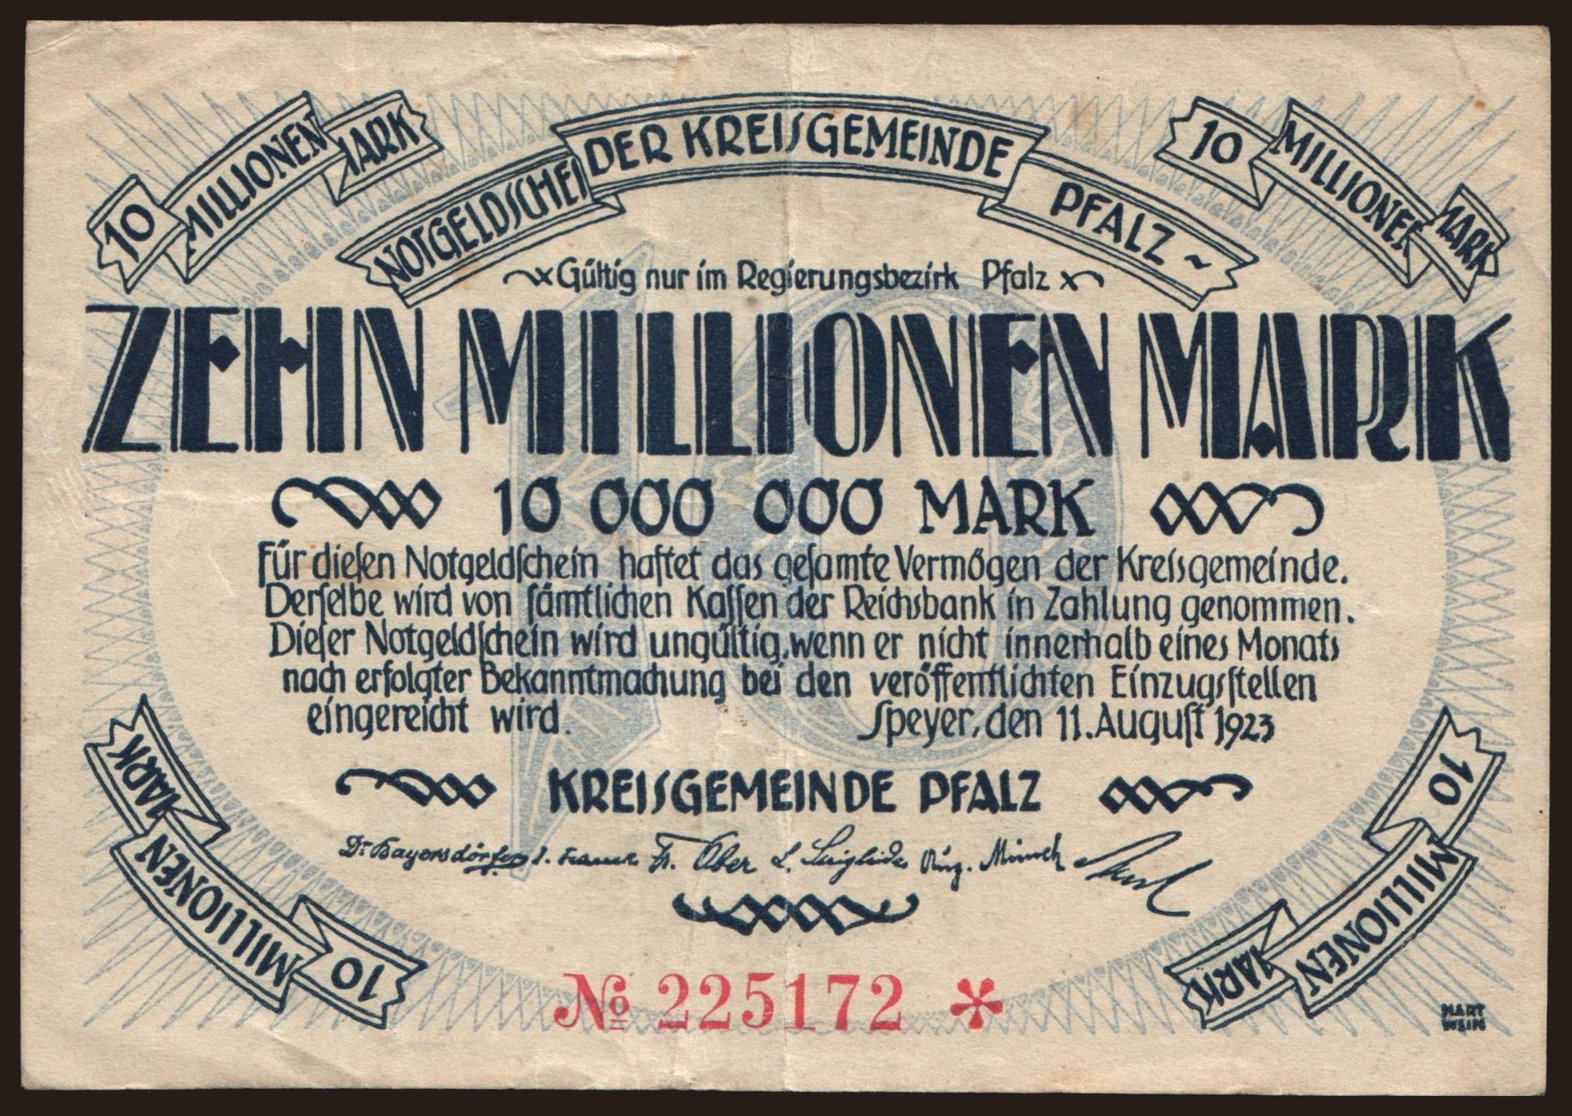 10 MILLIONEN MARK
NOTGELDSCHEIN DER KREISGEMEINDE PFALZ ~
10 MILLIONEN MARK
Gültig nur im Regierungsbezirk Pfalz
ZEHN MILLIONEN MARK
10 000 000 MARK
Für dieſen Notgeldſchein haftet das geſamte Vermögen der Kreisgemeinde.
Derſelbe wird von ſämtlichen Kaſſen der Reichsbank in Zahlung genommen.
Dieſer Notgeldſchein wird ungültig, wenn er nicht innerhalb eines Monats
nach erfolgter Bekanntmachung bei den veröffentlichten Einzugsſtellen
eingereicht wird. Speyer, den 11. Auguſt 1923
KREISGEMEINDE PFALZ
Dr Bayersdörfer
10 MILLIONEN MARK
10 MILLIONEN MARK
№ 225172 *